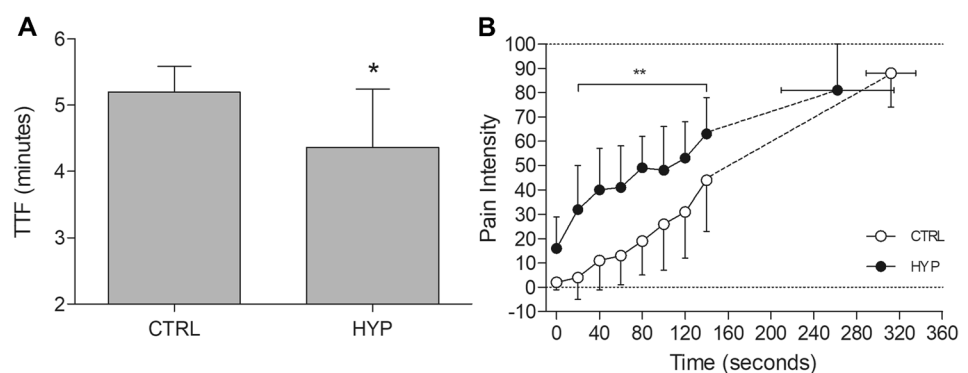 A
TTF (minutes)
6
5
4
3
2
*
CTRL
HYP
B
Pain Intensity
100
90
80
70
60
50
40
30
20
10
0
-10
**
CTRL
HYP
0 40 80 120 160 200 240 280 320 360
Time (seconds)